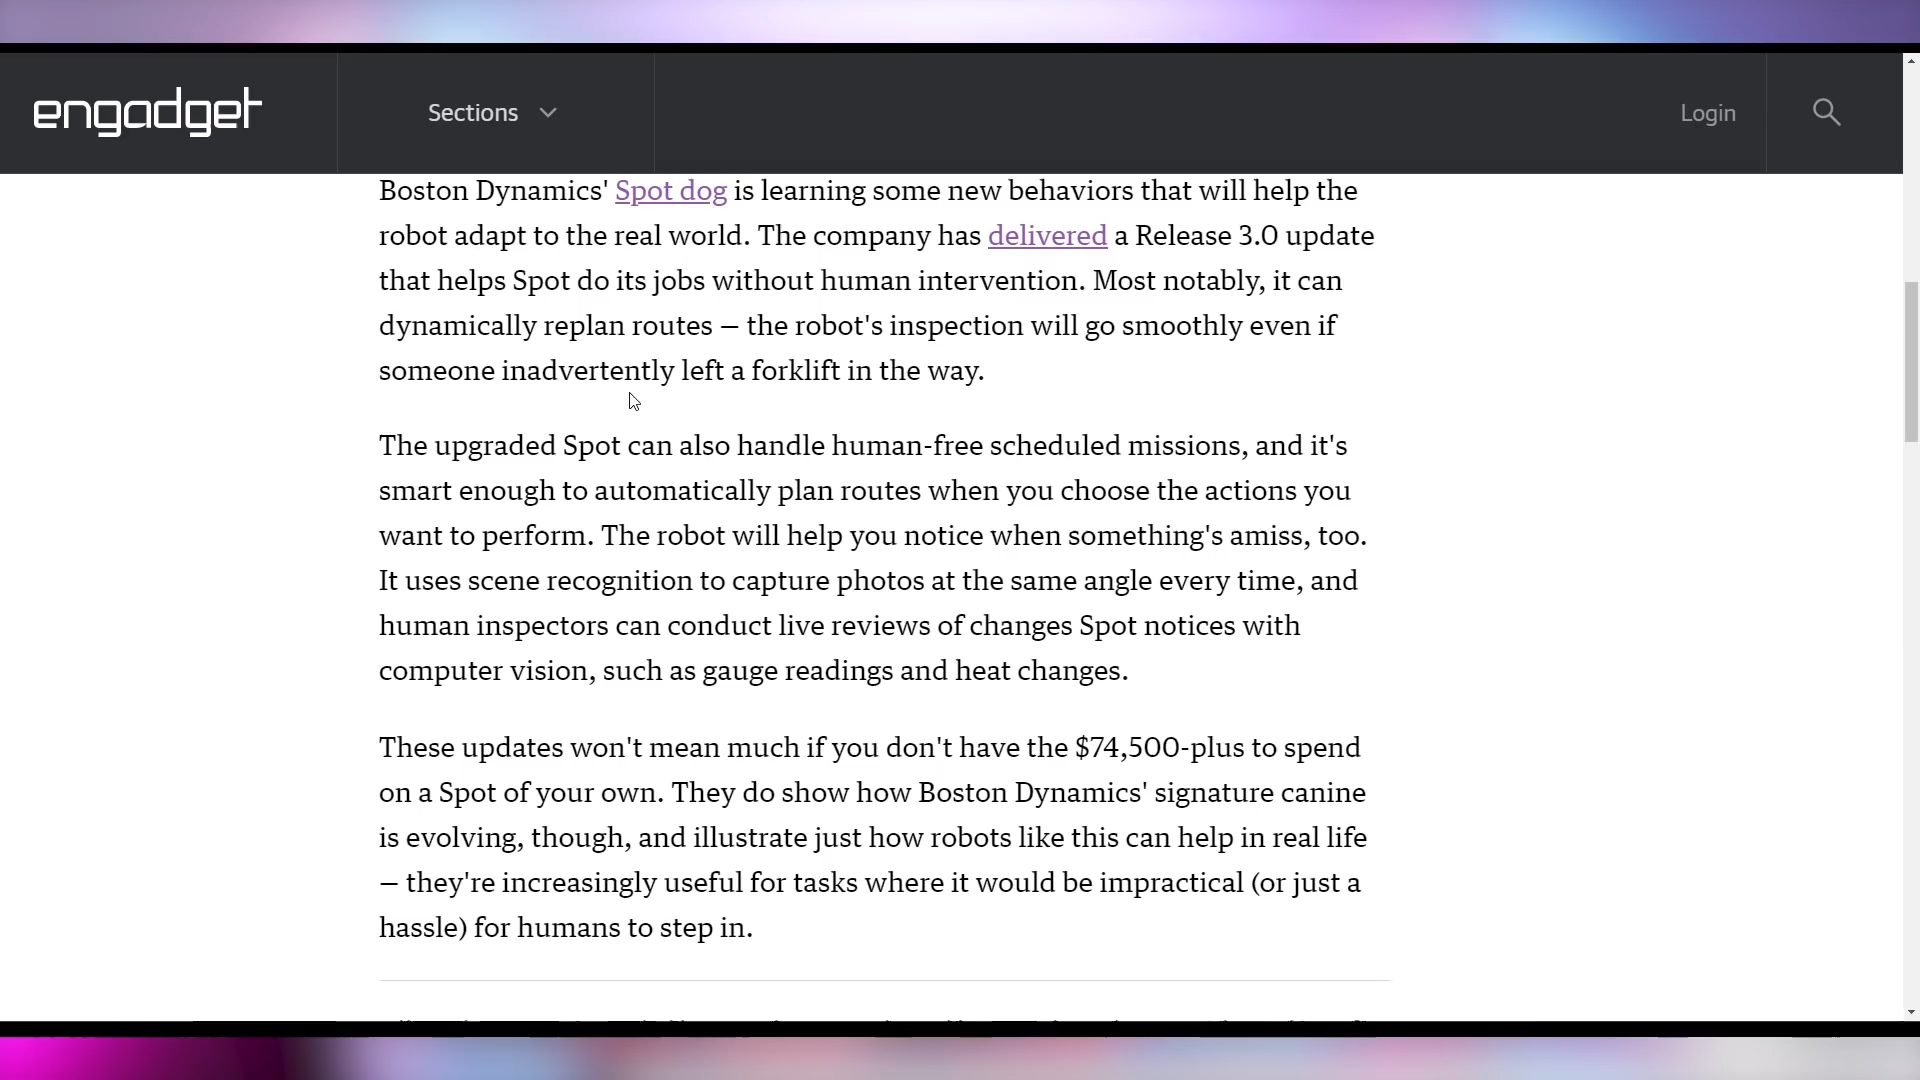 engadget
Sections
Login
Boston Dynamics' Spot dog is learning some new behaviors that will help the
robot adapt to the real world. The company has delivered a Release 3.0 update
that helps Spot do its jobs without human intervention. Most notably, it can
dynamically replan routes — the robot's inspection will go smoothly even if
someone inadvertently left a forklift in the way.
The upgraded Spot can also handle human-free scheduled missions, and it's
smart enough to automatically plan routes when you choose the actions you
want to perform. The robot will help you notice when something's amiss, too.
It uses scene recognition to capture photos at the same angle every time, and
human inspectors can conduct live reviews of changes Spot notices with
computer vision, such as gauge readings and heat changes.
These updates won't mean much if you don't have the $74,500-plus to spend
on a Spot of your own. They do show how Boston Dynamics' signature canine
is evolving, though, and illustrate just how robots like this can help in real life
— they're increasingly useful for tasks where it would be impractical (or just a
hassle) for humans to step in.